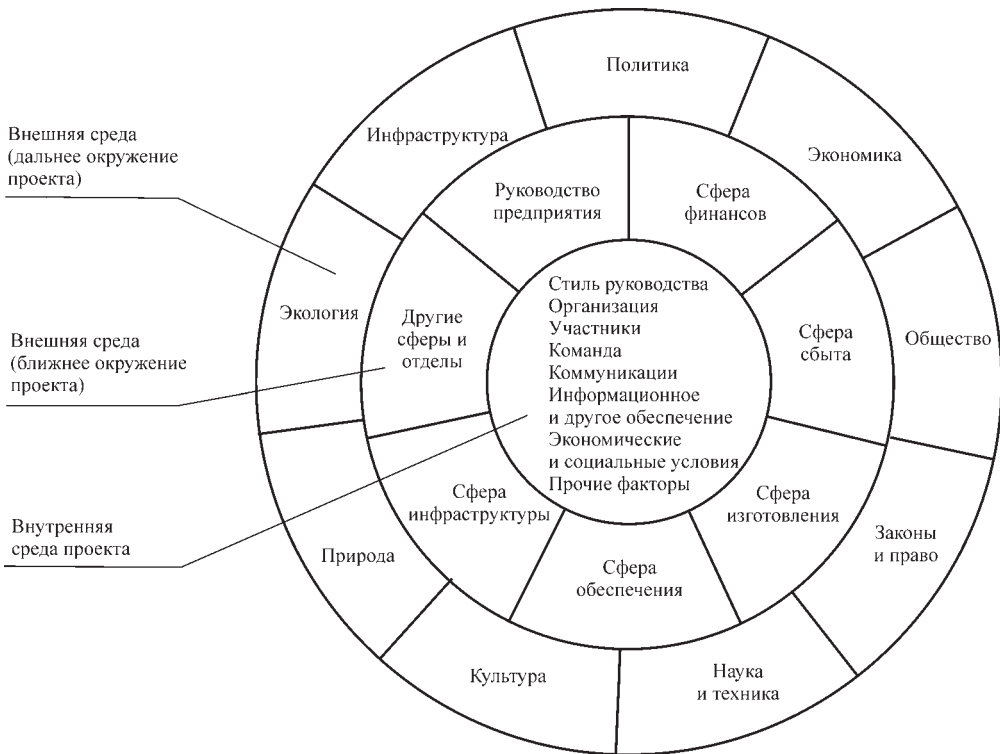 Политика
Инфраструктура
Экономика
Внешняя среда
(дальнее окружение
проекта)
Руководство
предприятия
Сфера
финансов
Стиль руководства
Организация
Участники
Команда
Коммуникации
Информационное
и другое обеспечение
Экономические
и социальные условия
Прочие факторы
Экология
Другие
сферы и
отделы
Сфера
сбыта
Общество
Внешняя среда
(ближнее окружение
проекта)
Сфера
инфраструктуры
Сфера
изготовления
Внутренняя
среда проекта
Природа
Сфера
обеспечения
Законы
и право
Культура
Наука
и техника